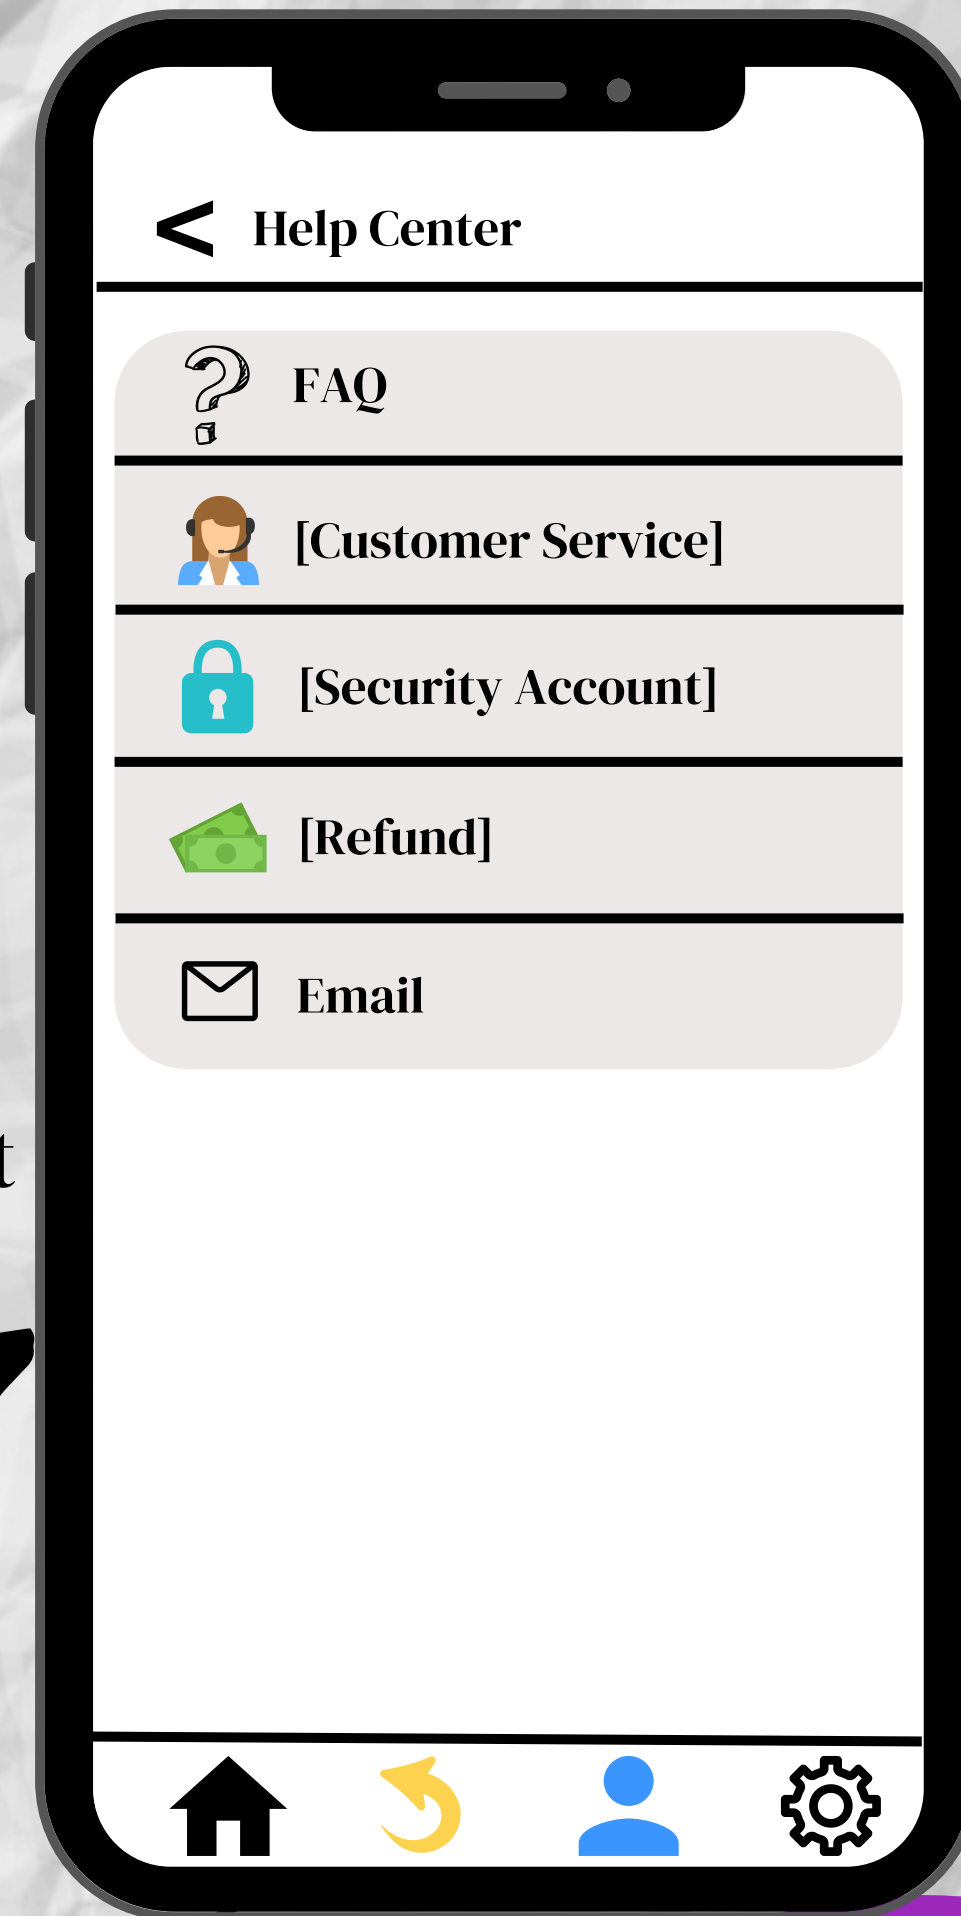 < Help Center
FAQ
[Customer Service]
[Security Account]
[Refund]
Email
t